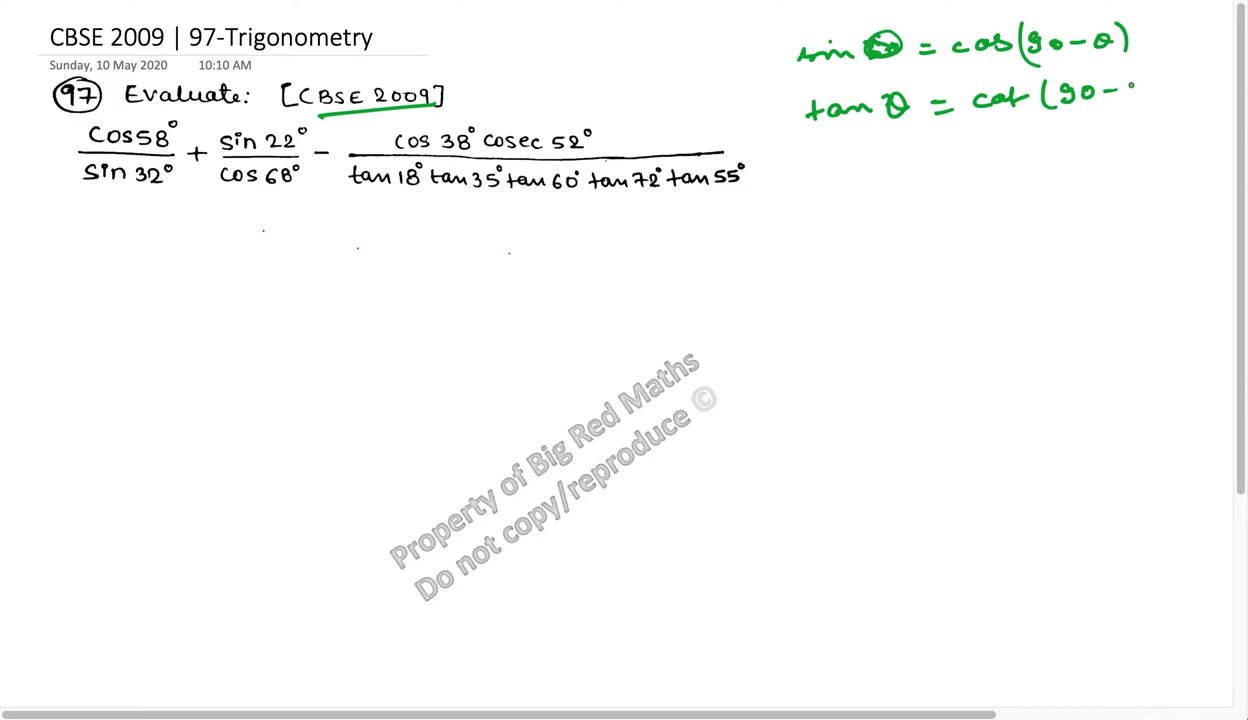 CBSE 2009 | 97-Trigonometry
Sunday, 10 May 2020 10:10 AM
97 Evaluate: [CBSE 2009]
cos58°/sin 32° + sin 22°/cos 68° − cos 38° cosec 52°/tan 18° tan 35° tan 60° tan 72° tan 55°
sin θ = cos(90-θ)
tan θ = cot (90-
Property of Big Red Maths
Do not copy/reproduce ©